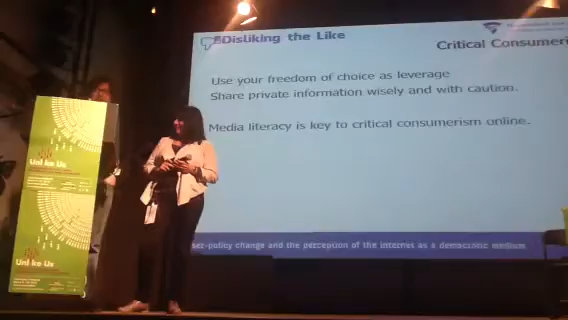 Disliking the Like
Critical Consumeri
Use your freedom of choice as leverage
Share private information wisely and with caution.
Media literacy is key to critical consumerism online.
ser-policy change and the perception of the internet as a democratic medium
Unlike Us
Unlike Us